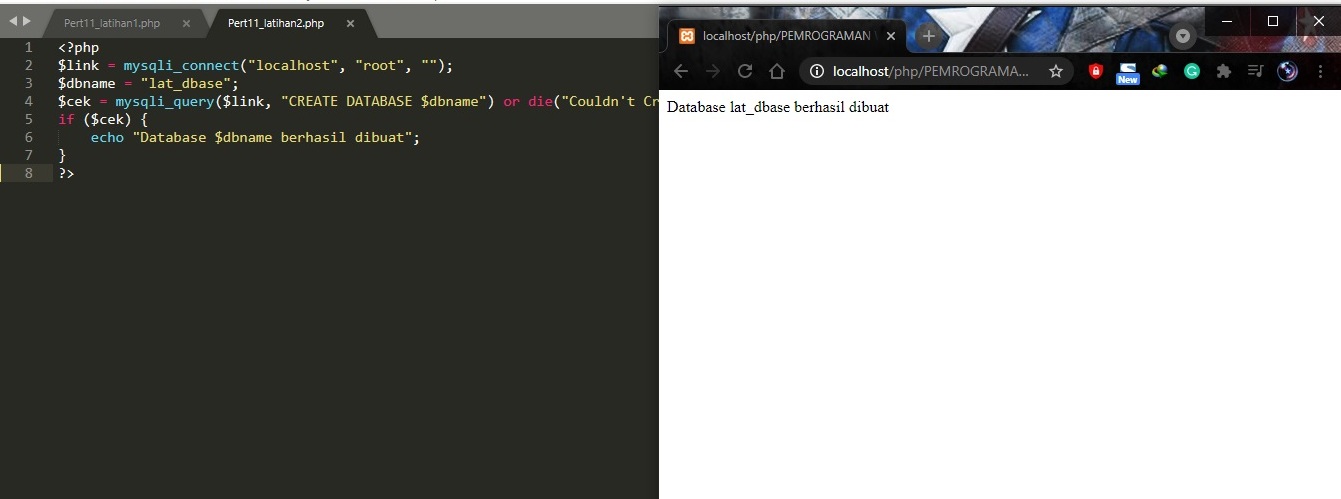 Pert11_latihan1.php
Pert11_latihan2.php
1 <?php
2 $link = mysqli_connect("localhost", "root", "");
3 $dbname = "lat_dbase";
4 $cek = mysqli_query($link, "CREATE DATABASE $dbname") or die("Couldn't Cr
5 if ($cek) {
6 echo "Database $dbname berhasil dibuat";
7 }
8 ?>
localhost/php/PEMROGRAMAN
localhost/php/PEMROGRAMA...
New
Database lat_dbase berhasil dibuat